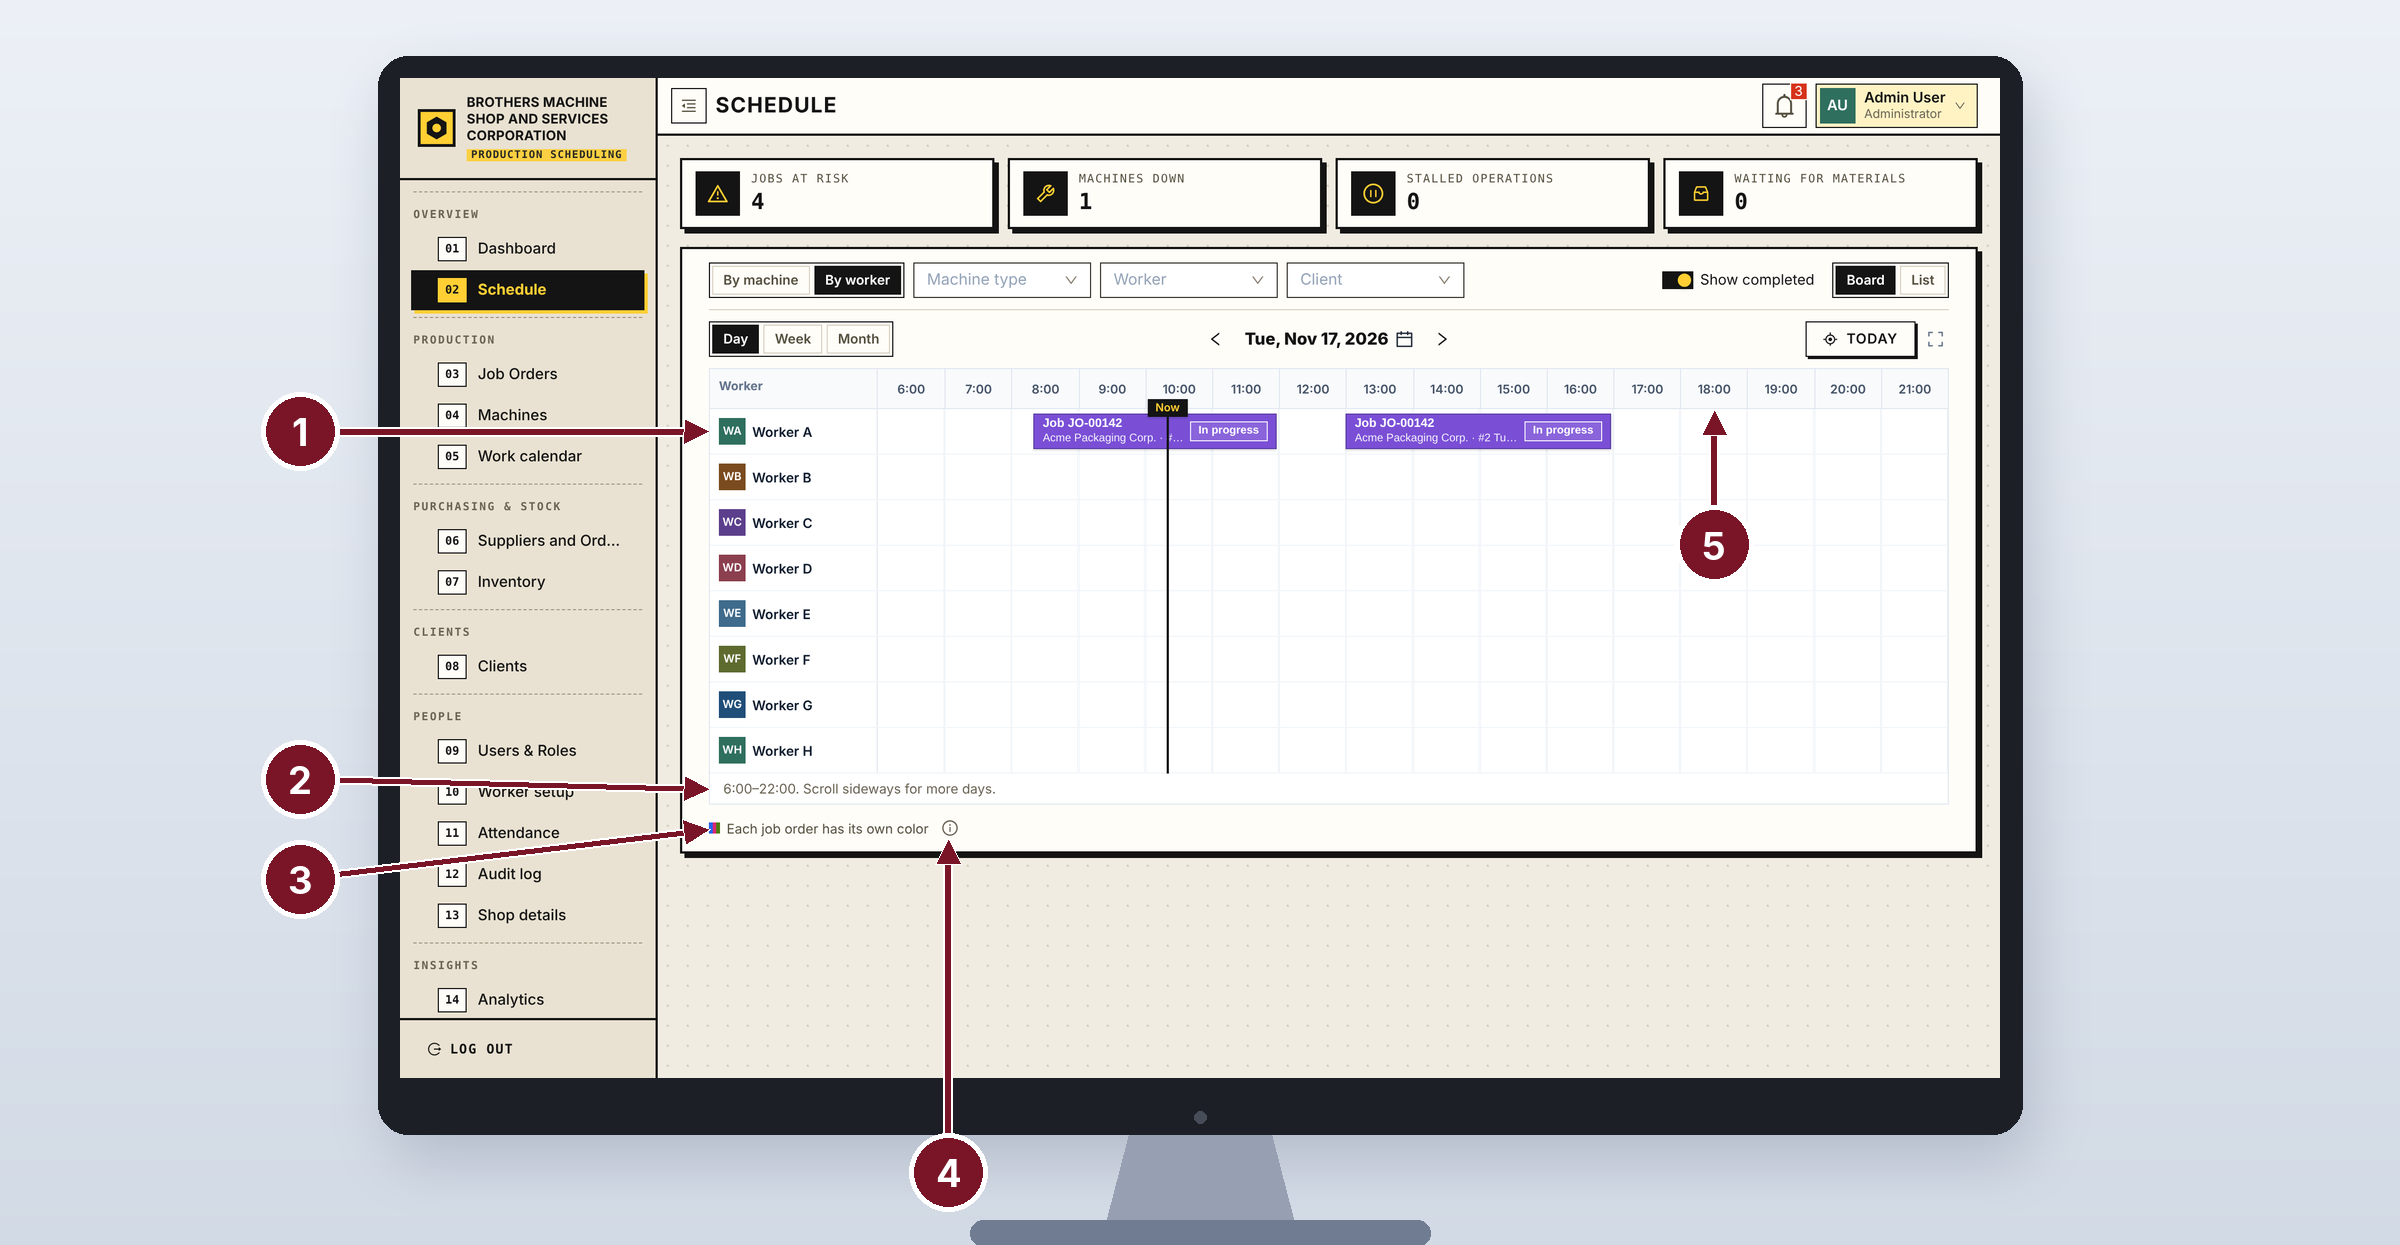 BROTHERS MACHINE
SHOP AND SERVICES
CORPORATION
PRODUCTION SCHEDULING
SCHEDULE
3
AU
Admin User
Administrator
OVERVIEW
01 Dashboard
02 Schedule
PRODUCTION
03 Job Orders
04 Machines
05 Work calendar
PURCHASING & STOCK
06 Suppliers and Ord...
07 Inventory
CLIENTS
08 Clients
PEOPLE
09 Users & Roles
10 Worker setup
11 Attendance
12 Audit log
13 Shop details
INSIGHTS
14 Analytics
LOG OUT
JOBS AT RISK
4
MACHINES DOWN
1
STALLED OPERATIONS
0
WAITING FOR MATERIALS
0
By machine By worker Machine type Worker Client Show completed Board List
Day Week Month Tue, Nov 17, 2026 TODAY
Worker 6:00 7:00 8:00 9:00 10:00 11:00 12:00 13:00 14:00 15:00 16:00 17:00 18:00 19:00 20:00 21:00
Now
WA Worker A
Job JO-00142
Acme Packaging Corp. · #...
In progress
Job JO-00142
Acme Packaging Corp. · #2 Tu...
In progress
WB Worker B
WC Worker C
WD Worker D
WE Worker E
WF Worker F
WG Worker G
WH Worker H
6:00–22:00. Scroll sideways for more days.
Each job order has its own color
1
2
3
4
5